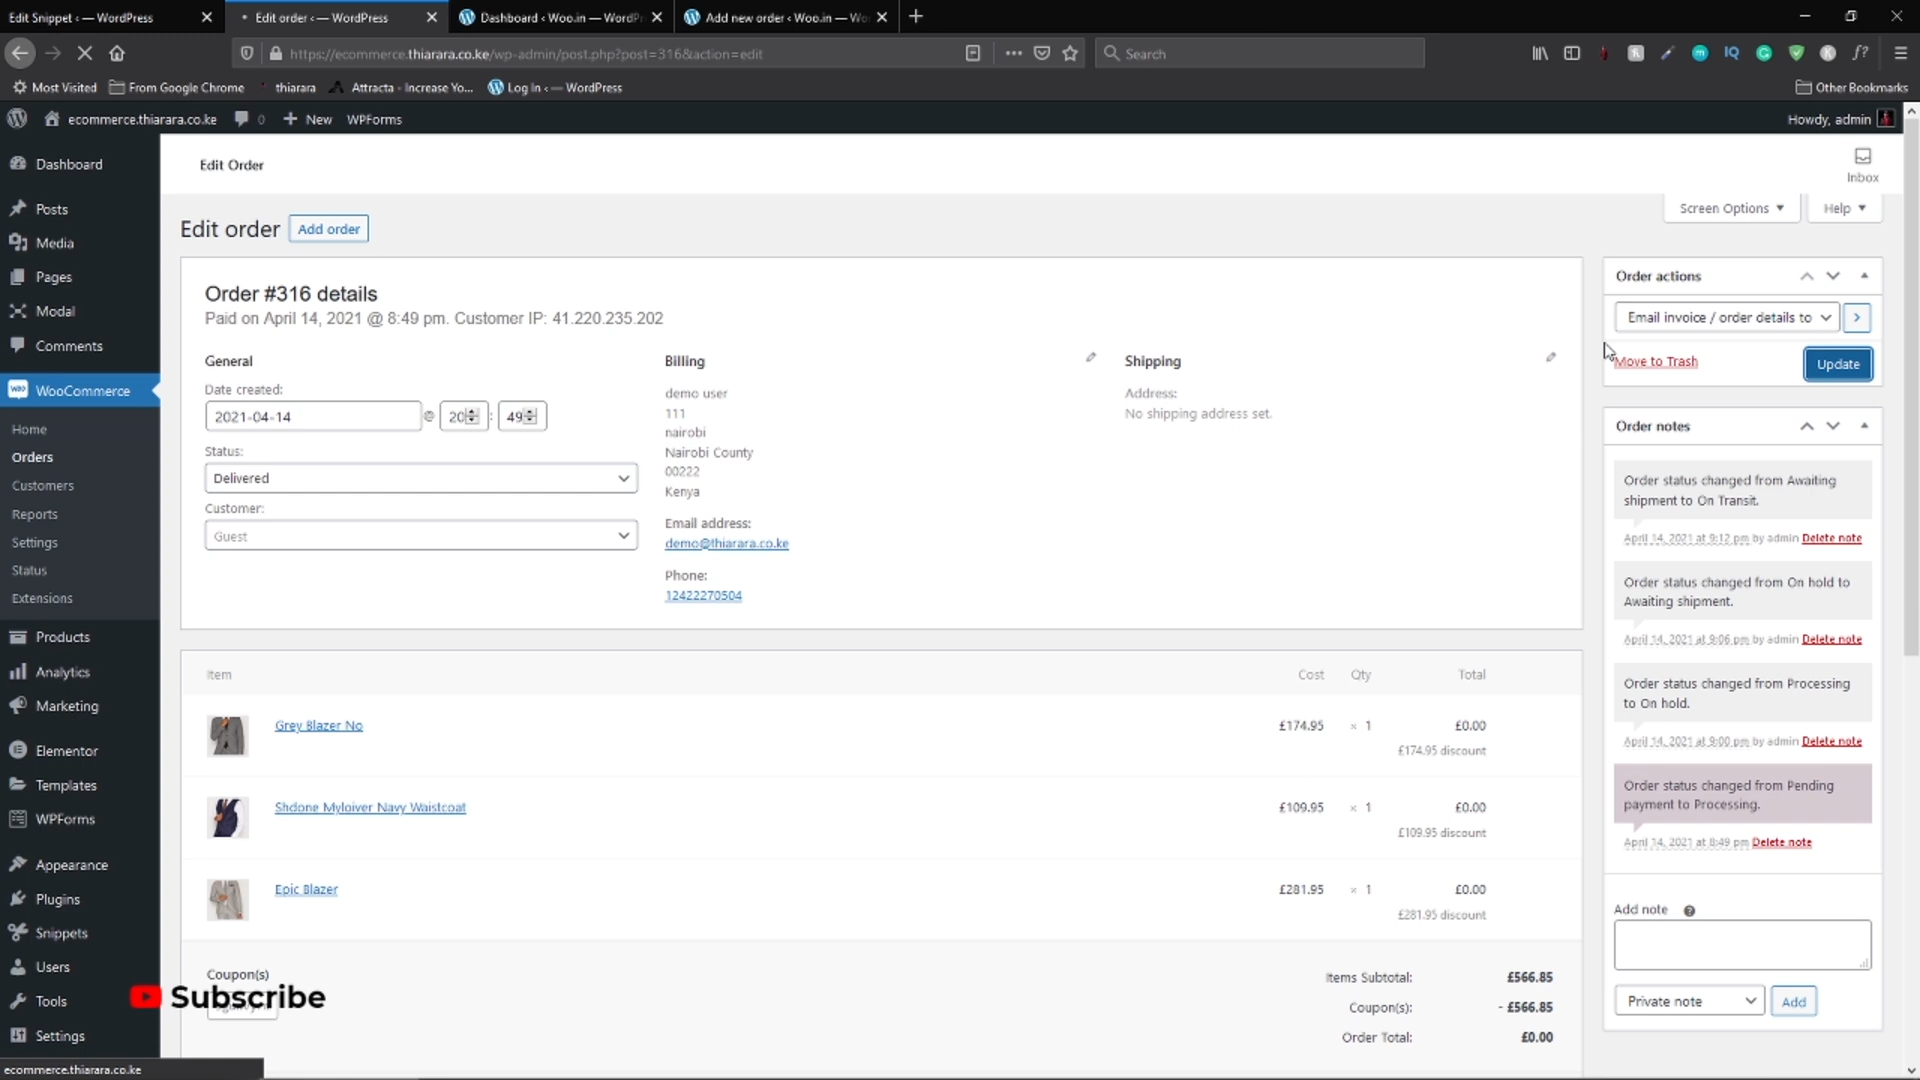 Edit Snippet ‹ — WordPress
Edit order ‹ — WordPress
Dashboard ‹ Woo.in — WordPr
Add new order ‹ Woo.in — Wo
https://ecommerce.thiarara.co.ke/wp-admin/post.php?post=316&action=edit
Search
Most Visited
From Google Chrome
thiarara
Attracta - Increase Yo...
Log In ‹ — WordPress
Other Bookmarks
ecommerce.thiarara.co.ke
0
New
WPForms
Howdy, admin
Dashboard
Posts
Media
Pages
Modal
Comments
WooCommerce
Home
Orders
Customers
Reports
Settings
Status
Extensions
Products
Analytics
Marketing
Elementor
Templates
WPForms
Appearance
Plugins
Snippets
Users
Tools
Settings
ecommerce.thiarara.co.ke
Edit Order
Inbox
Screen Options
Help
Edit order
Add order
Order #316 details
Paid on April 14, 2021 @ 8:49 pm. Customer IP: 41.220.235.202
General
Date created:
2021-04-14 @ 20 : 49
Status:
Delivered
Customer:
Guest
Billing
demo user
111
nairobi
Nairobi County
00222
Kenya
Email address:
demo@thiarara.co.ke
Phone:
12422270504
Shipping
Address:
No shipping address set.
Item
Cost
Qty
Total
Grey Blazer No
£174.95
× 1
£0.00
£174.95 discount
Shdone Myloiver Navy Waistcoat
£109.95
× 1
£0.00
£109.95 discount
Epic Blazer
£281.95
× 1
£0.00
£281.95 discount
Coupon(s)
Items Subtotal:
£566.85
Coupon(s):
- £566.85
Order Total:
£0.00
Subscribe
Order actions
Email invoice / order details to
Move to Trash
Update
Order notes
Order status changed from Awaiting
shipment to On Transit.
April 14, 2021 at 9:12 pm by admin Delete note
Order status changed from On hold to
Awaiting shipment.
April 14, 2021 at 9:06 pm by admin Delete note
Order status changed from Processing
to On hold.
April 14, 2021 at 9:00 pm by admin Delete note
Order status changed from Pending
payment to Processing.
April 14, 2021 at 8:49 pm Delete note
Add note
Private note
Add